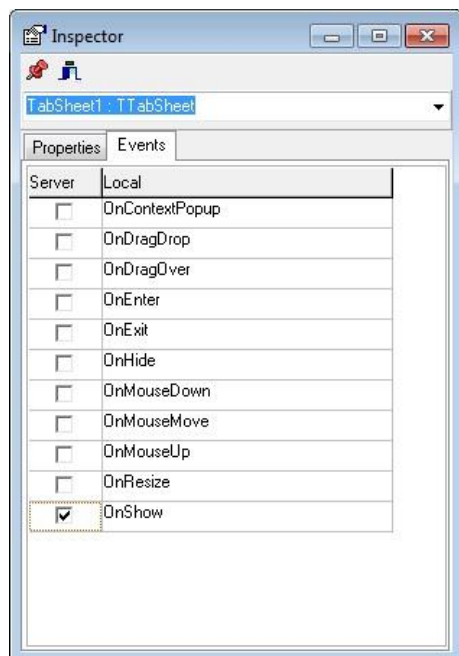 Inspector
TabSheet1 : TTabSheet
Properties Events
Server Local
OnContextPopup
OnDragDrop
OnDragOver
OnEnter
OnExit
OnHide
OnMouseDown
OnMouseMove
OnMouseUp
OnResize
OnShow